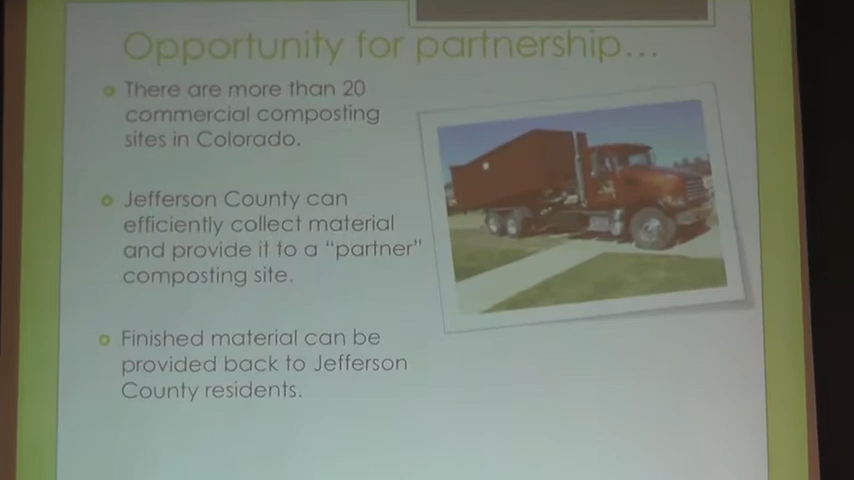 Opportunity for partnership...
There are more than 20
commercial composting
sites in Colorado.
Jefferson County can
efficiently collect material
and provide it to a "partner"
composting site.
Finished material can be
provided back to Jefferson
County residents.